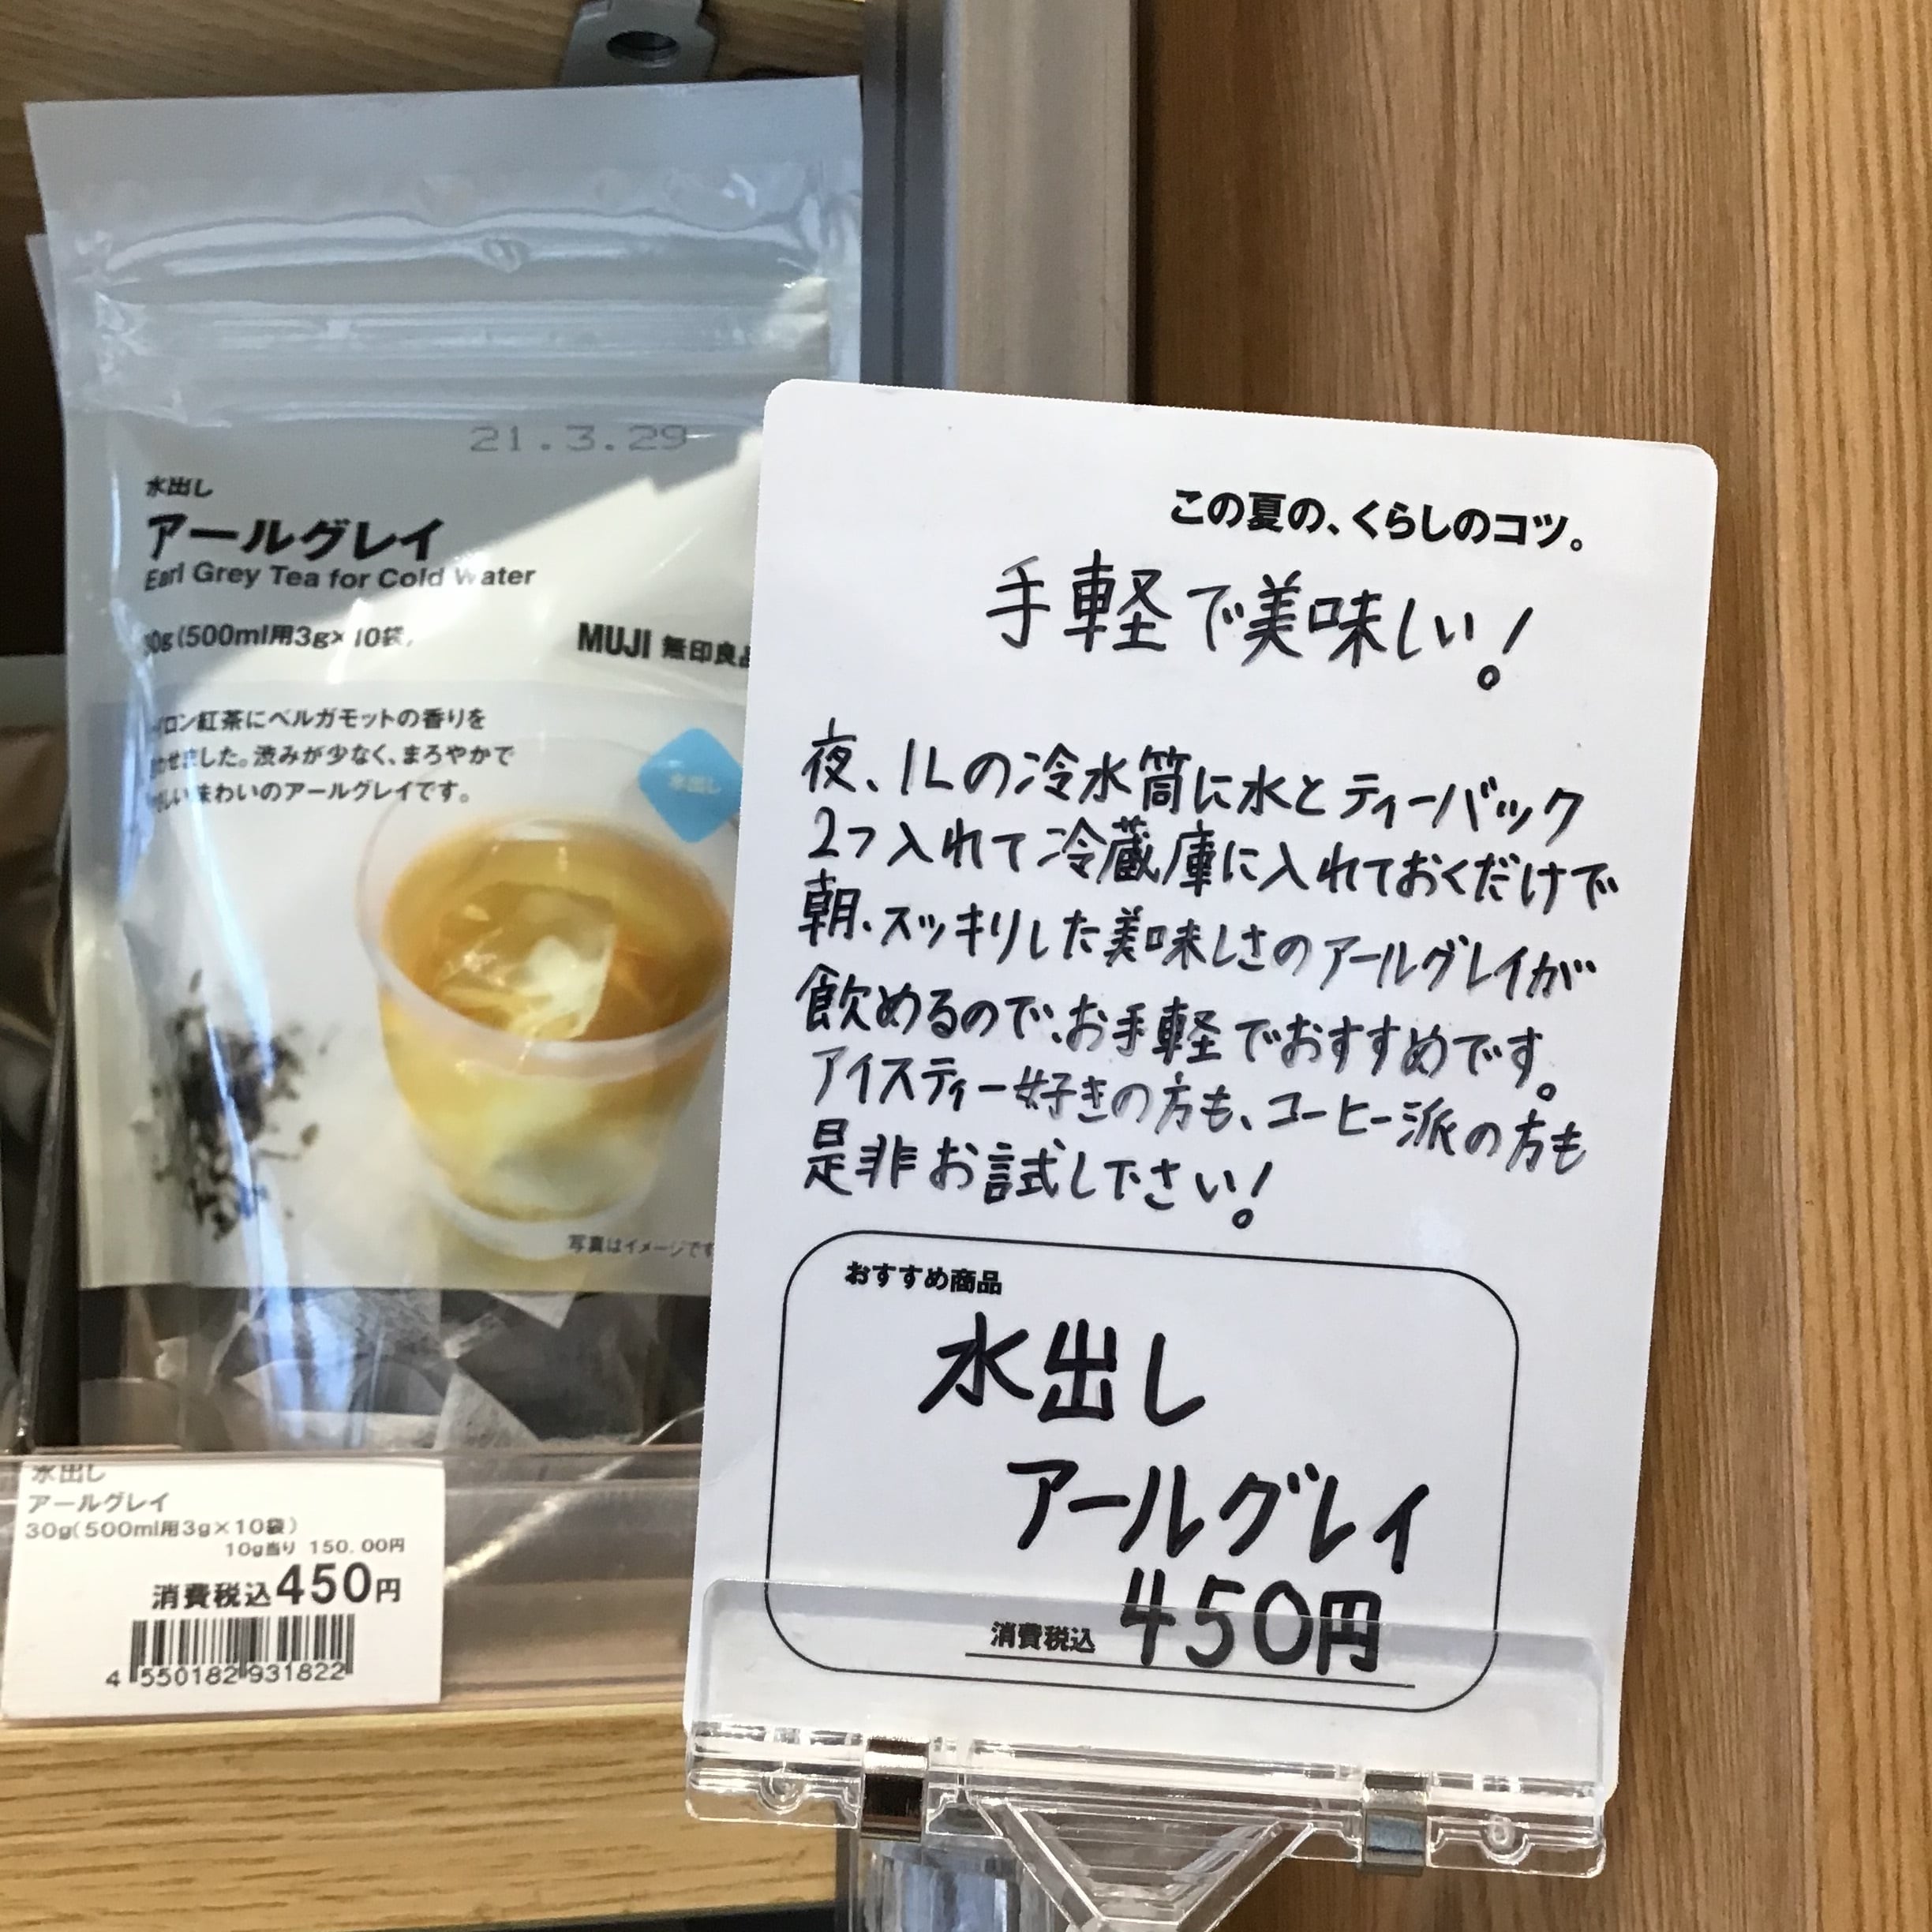 21.3.29
水出し
アールグレイ
Earl Grey Tea for Cold Water
30g(500ml用3g×10袋)
MUJI 無印良品
イロン紅茶にベルガモットの香りを
わせました。渋みが少なく、まろやかで
さしい味わいのアールグレイです。
水出し
写真はイメージです
水出し
アールグレイ
30g(500ml用3g×10袋)
10g当り 150.00円
消費税込450円
4 550182 931822
この夏の、くらしのコツ。
手軽で美味しい!
夜、1Lの冷水筒に水とティーバック
2つ入れて冷蔵庫に入れておくだけで
朝、スッキリした美味しさのアールグレイが
飲めるので、お手軽でおすすめです。
アイスティー好きの方も、コーヒー派の方も
是非お試し下さい!
おすすめ商品
水出し
アールグレイ
消費税込 450円